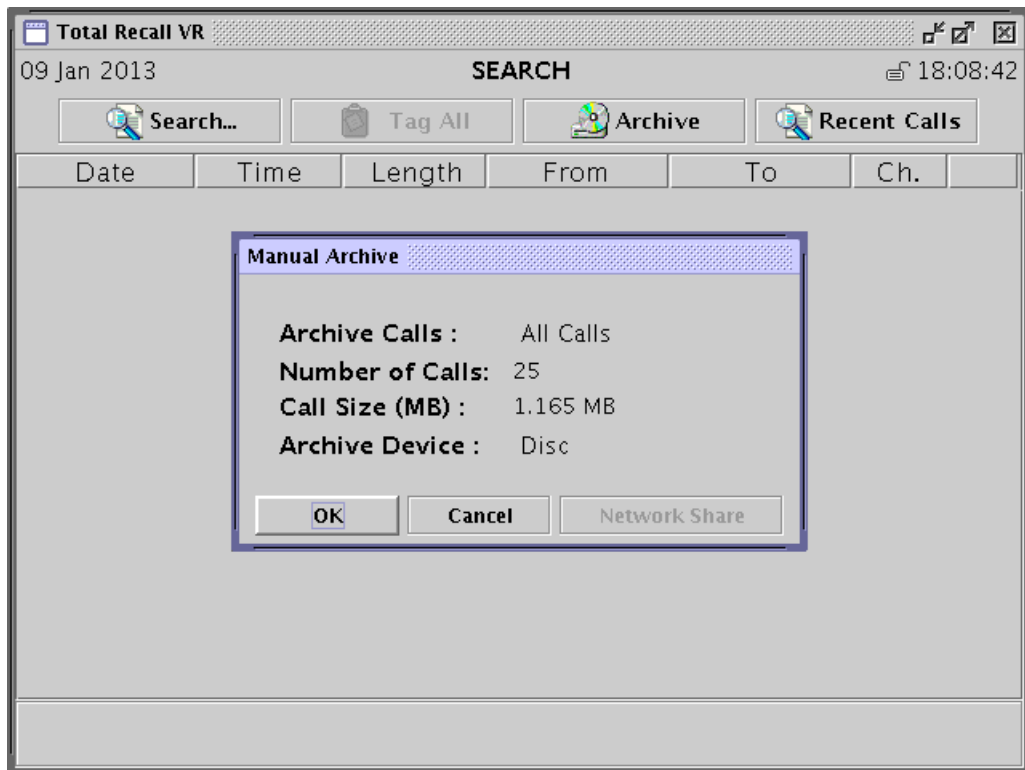 Total Recall VR
09 Jan 2013 SEARCH 18:08:42
Search... Tag All Archive Recent Calls
Date Time Length From To Ch.
Manual Archive
Archive Calls : All Calls
Number of Calls: 25
Call Size (MB) : 1.165 MB
Archive Device : Disc
OK Cancel Network Share